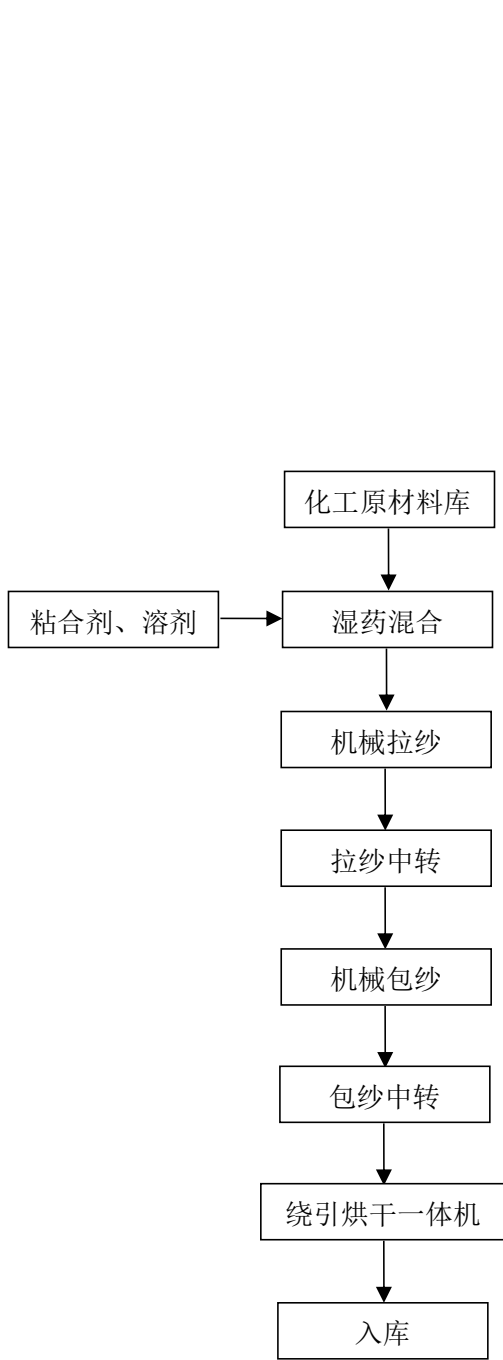 化工原材料库
粘合剂、溶剂
湿药混合
机械拉纱
拉纱中转
机械包纱
包纱中转
绕引烘干一体机
入库